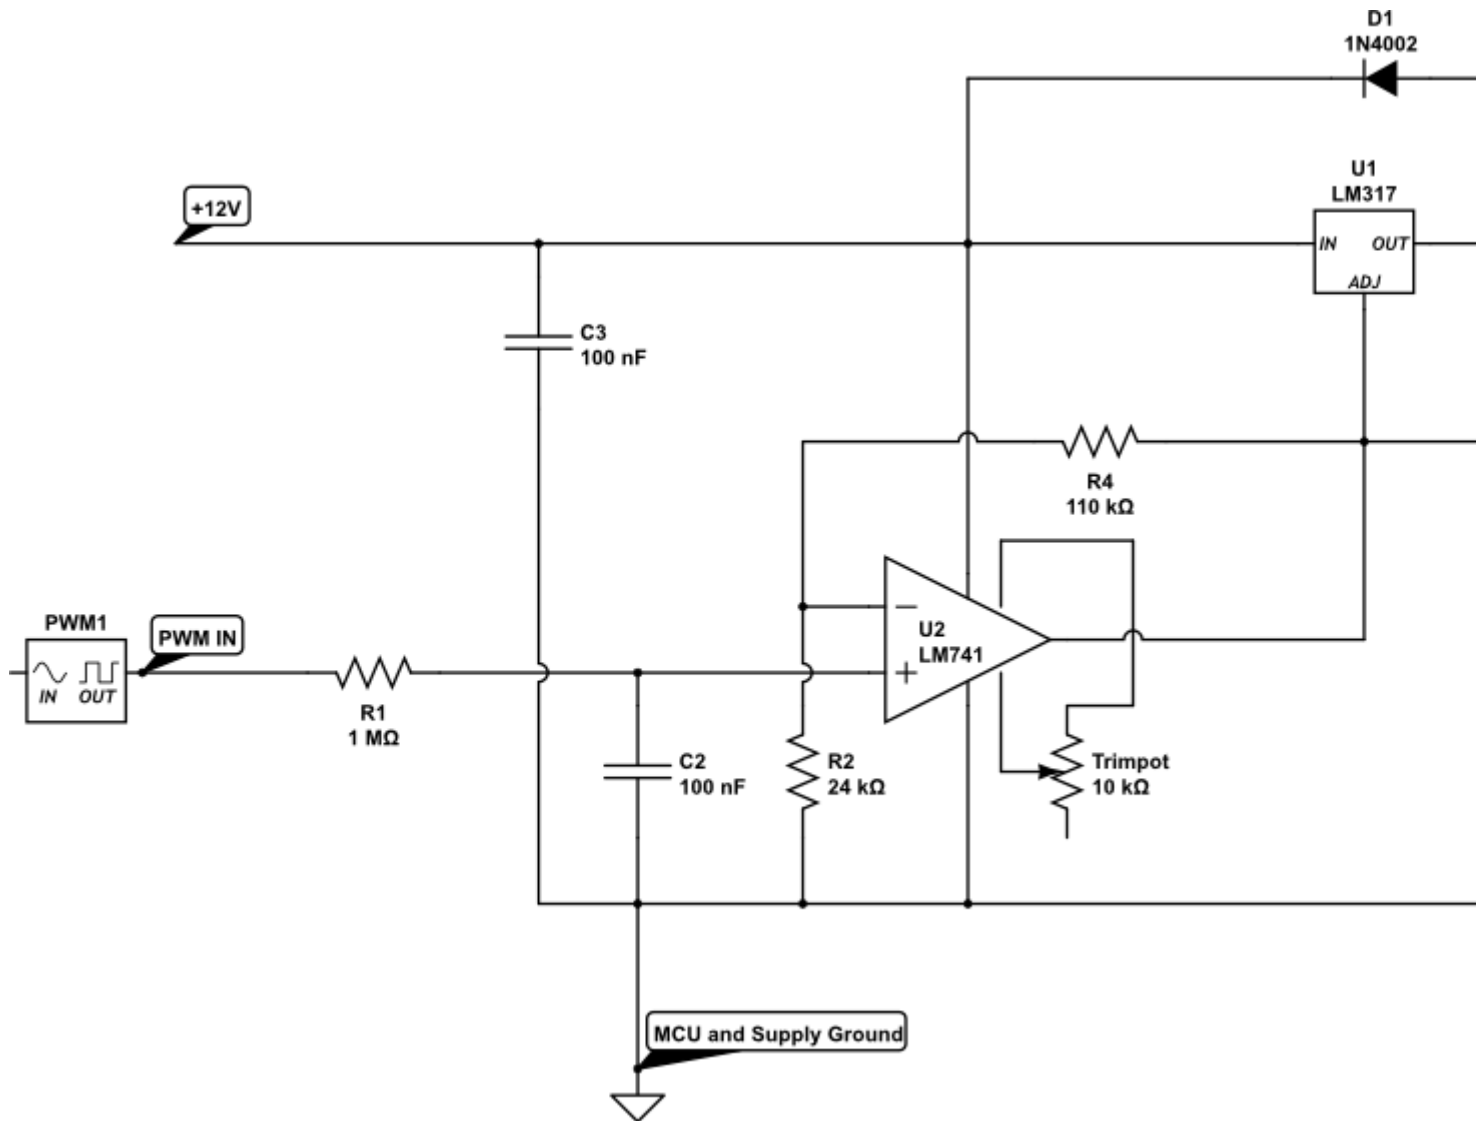 D1
1N4002
U1
LM317
+12V
IN OUT
ADJ
C3
100 nF
R4
110 kΩ
PWM1
PWM IN
IN OUT
R1
1 MΩ
−
U2
LM741
+
C2
100 nF
R2
24 kΩ
Trimpot
10 kΩ
MCU and Supply Ground